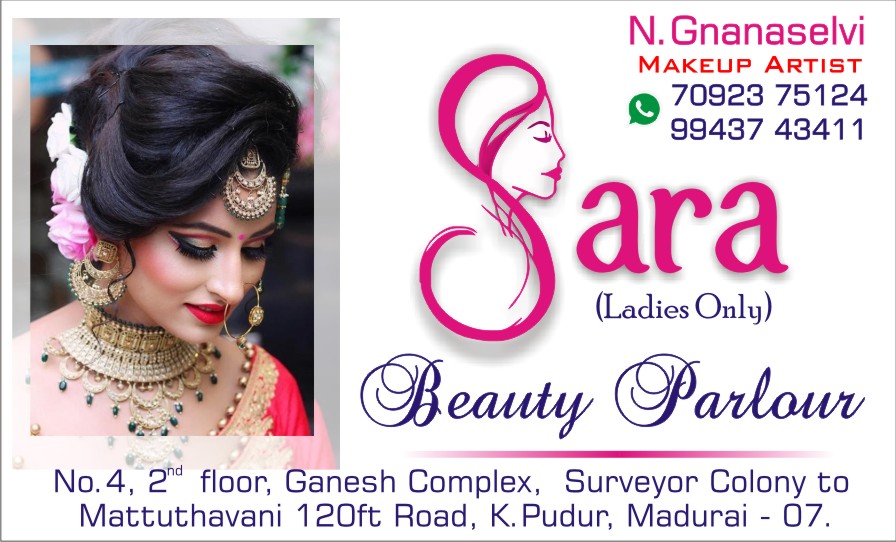 N. Gnanaselvi
MAKEUP ARTIST
70923 75124
99437 43411
Sara
(Ladies Only)
Beauty Parlour
No. 4, 2nd floor, Ganesh Complex, Surveyor Colony to
Mattuthavani 120ft Road, K.Pudur, Madurai - 07.